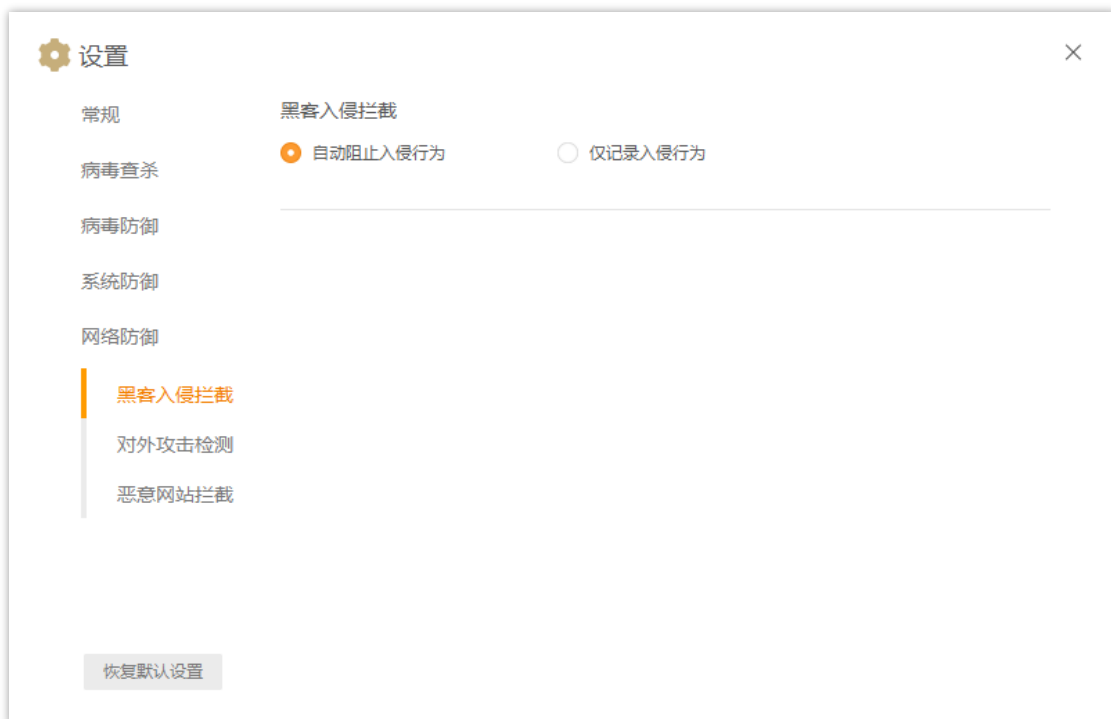 设置
常规
病毒查杀
病毒防御
系统防御
网络防御
黑客入侵拦截
对外攻击检测
恶意网站拦截
恢复默认设置
黑客入侵拦截
自动阻止入侵行为 仅记录入侵行为